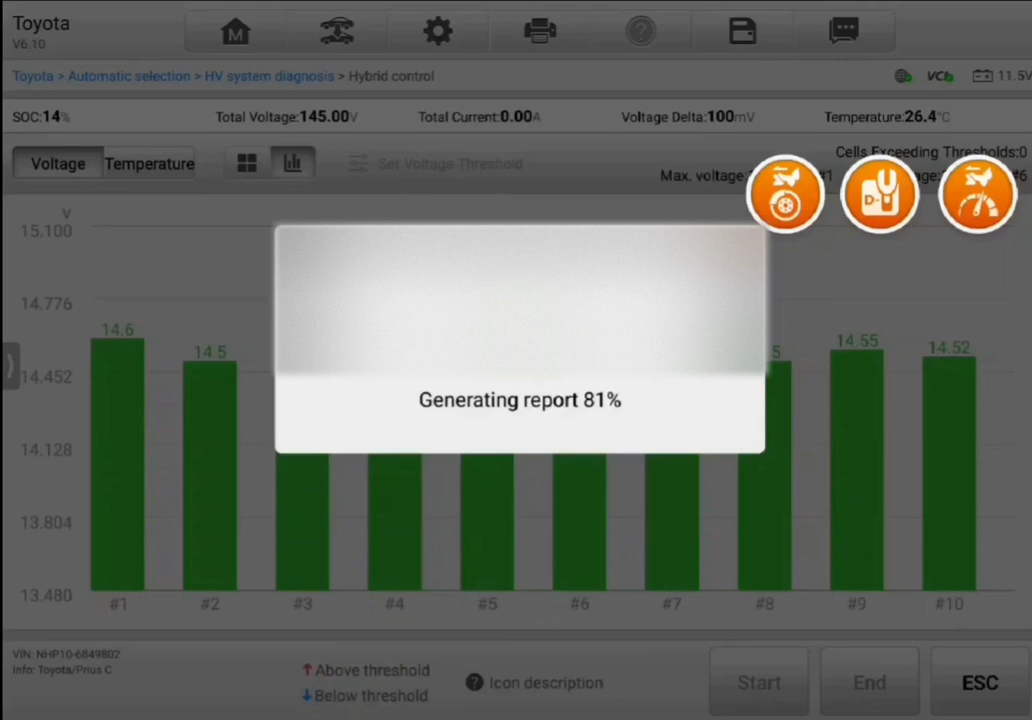 Toyota
V6.10
M
?
Toyota > Automatic selection > HV system diagnosis > Hybrid control
VCI
11.5V
SOC:14%
Total Voltage:145.00V
Total Current:0.00A
Voltage Delta:100mV
Temperature:26.4°C
Voltage
Temperature
Set Voltage Threshold
Cells Exceeding Thresholds:0
Max. voltage
#1
#6
D-
V
15.100
14.776
14.452
14.128
13.804
13.480
14.6
14.5
14.55
14.52
Generating report 81%
#1
#2
#3
#4
#5
#6
#7
#8
#9
#10
VIN: NHP10-6849802
Info: Toyota/Prius C
Above threshold
Below threshold
? Icon description
Start
End
ESC